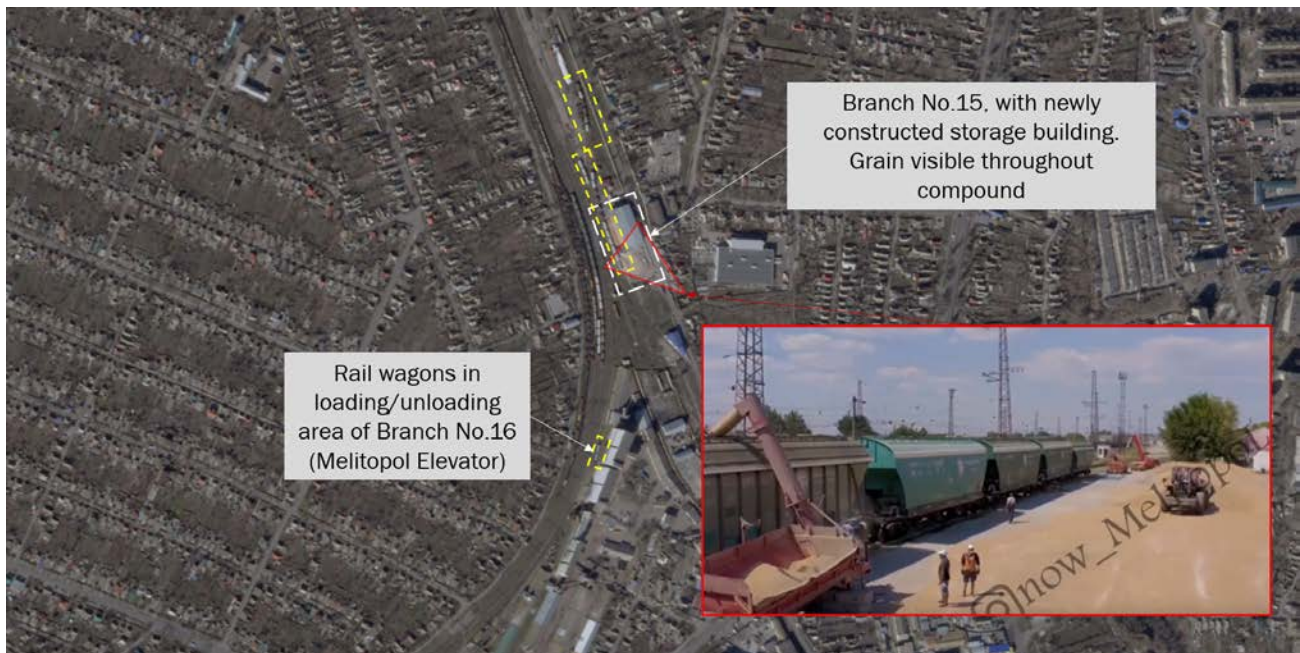 Branch No.15, with newly
constructed storage building.
Grain visible throughout
compound
Rail wagons in
loading/unloading
area of Branch No.16
(Melitopol Elevator)
@now_Melitop